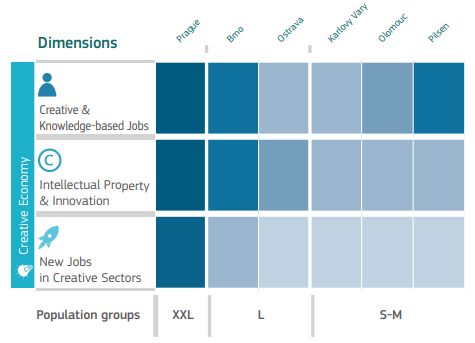 Dimensions
Prague
Brno
Ostrava
Karlovy Vary
Olomouc
Pilsen
Creative Economy
Creative &
Knowledge-based Jobs
C
Intellectual Property
& Innovation
New Jobs
in Creative Sectors
Population groups
XXL
L
S-M